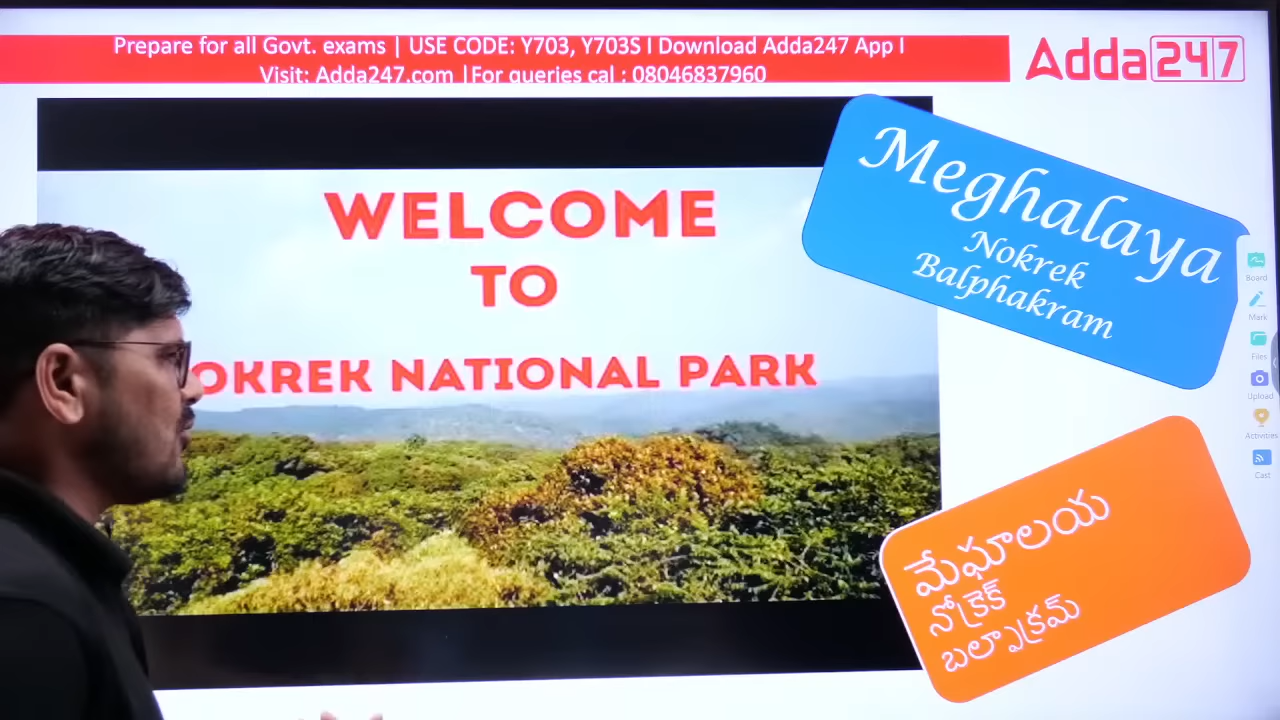 Prepare for all Govt. exams | USE CODE: Y703, Y703S I Download Adda247 App I
Visit: Adda247.com |For queries cal : 08046837960
Adda247
WELCOME
TO
OKREK NATIONAL PARK
Meghalaya
Nokrek
Balphakram
మేఘాలయ
నోక్రెక్
బల్ఫాక్రమ్
Board
Mark
Files
Upload
Activities
Cast